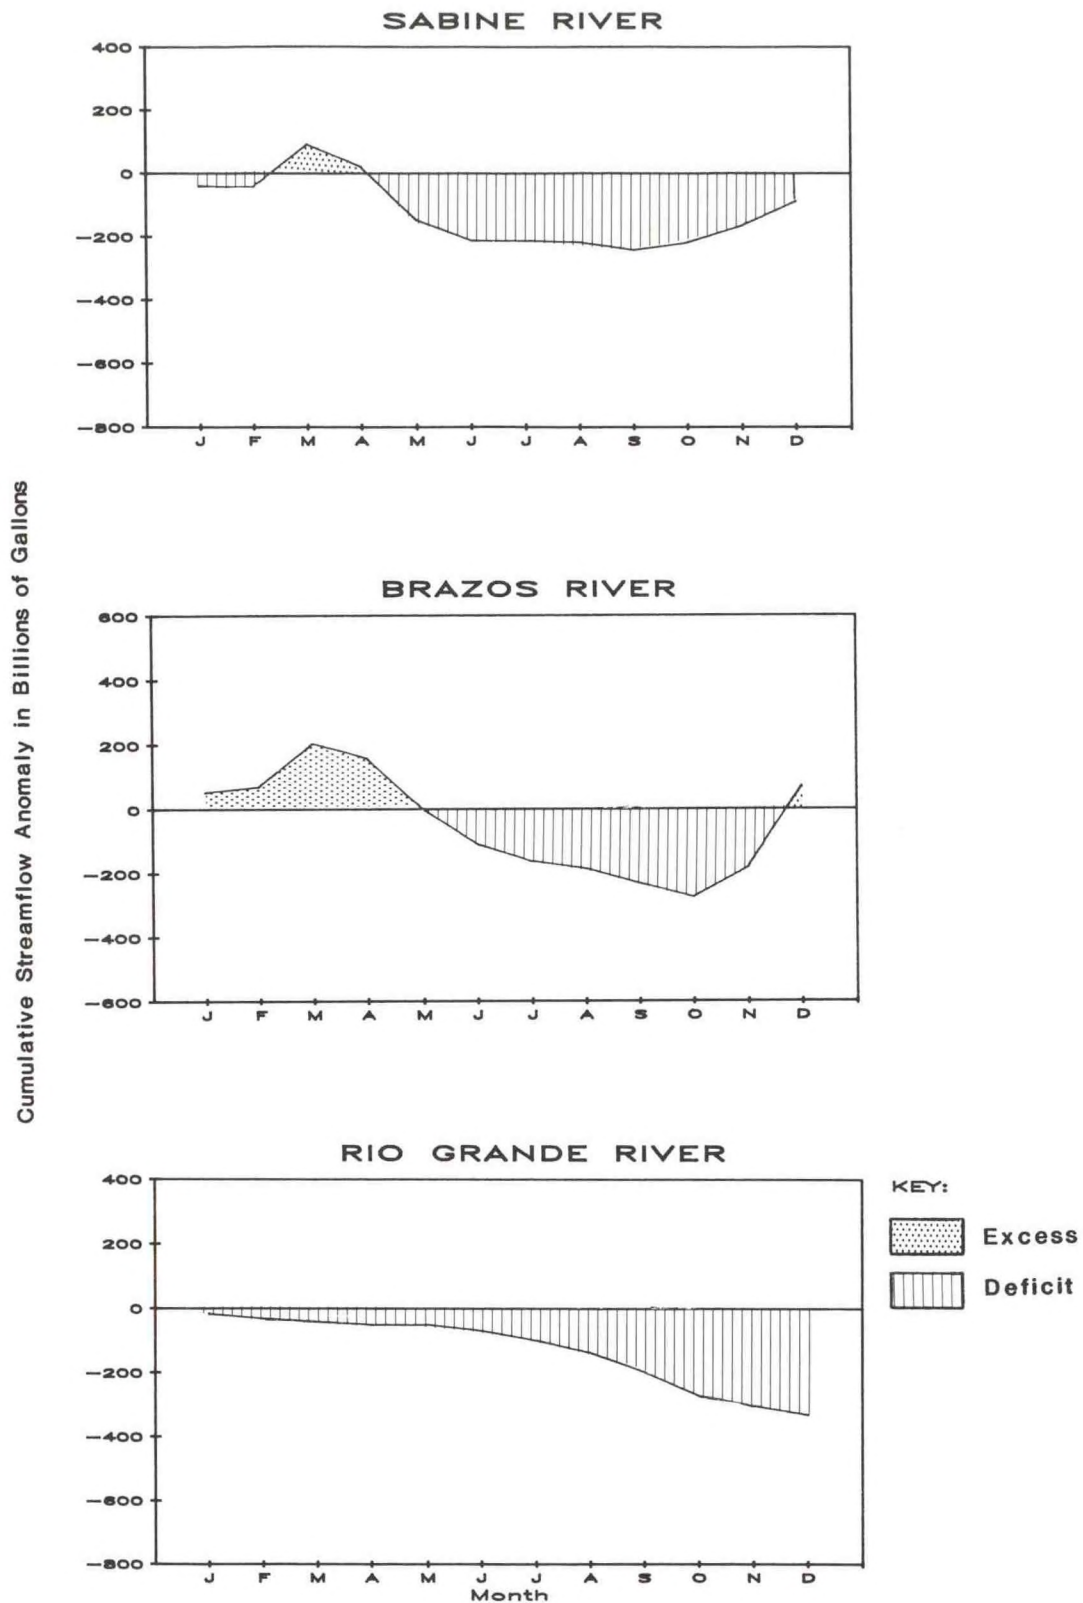 SABINE RIVER
400
200
0
−200
−400
−600
−800
J F M A M J J A S O N D
Cumulative Streamflow Anomaly in Billions of Gallons
BRAZOS RIVER
600
400
200
0
−200
−400
−600
J F M A M J J A S O N D
RIO GRANDE RIVER
400
200
0
−200
−400
−600
−800
J F M A M J J A S O N D
Month
KEY:
Excess
Deficit